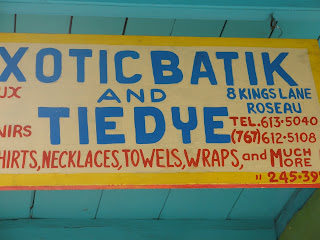 XOTIC BATIK
UX AND 8 KINGS LANE
ROSEAU
NIRS TIEDYE TEL. 613-5040
(767) 612-5108
HIRTS, NECKLACES, TOWELS, WRAPS, and MUCH MORE
" 245-39